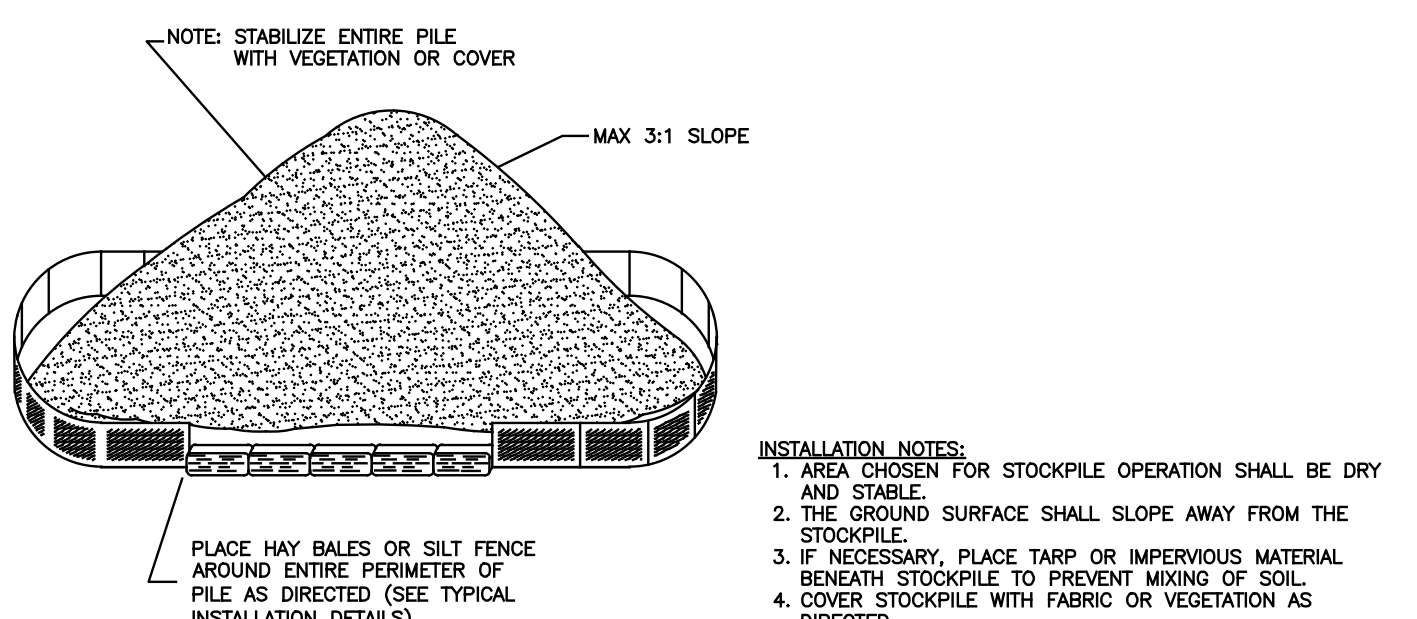 NOTE: STABILIZE ENTIRE PILE
WITH VEGETATION OR COVER
MAX 3:1 SLOPE
PLACE HAY BALES OR SILT FENCE
AROUND ENTIRE PERIMETER OF
PILE AS DIRECTED (SEE TYPICAL
INSTALLATION DETAILS)
INSTALLATION NOTES:
1. AREA CHOSEN FOR STOCKPILE OPERATION SHALL BE DRY
AND STABLE.
2. THE GROUND SURFACE SHALL SLOPE AWAY FROM THE
STOCKPILE.
3. IF NECESSARY, PLACE TARP OR IMPERVIOUS MATERIAL
BENEATH STOCKPILE TO PREVENT MIXING OF SOIL.
4. COVER STOCKPILE WITH FABRIC OR VEGETATION AS
DIRECTED